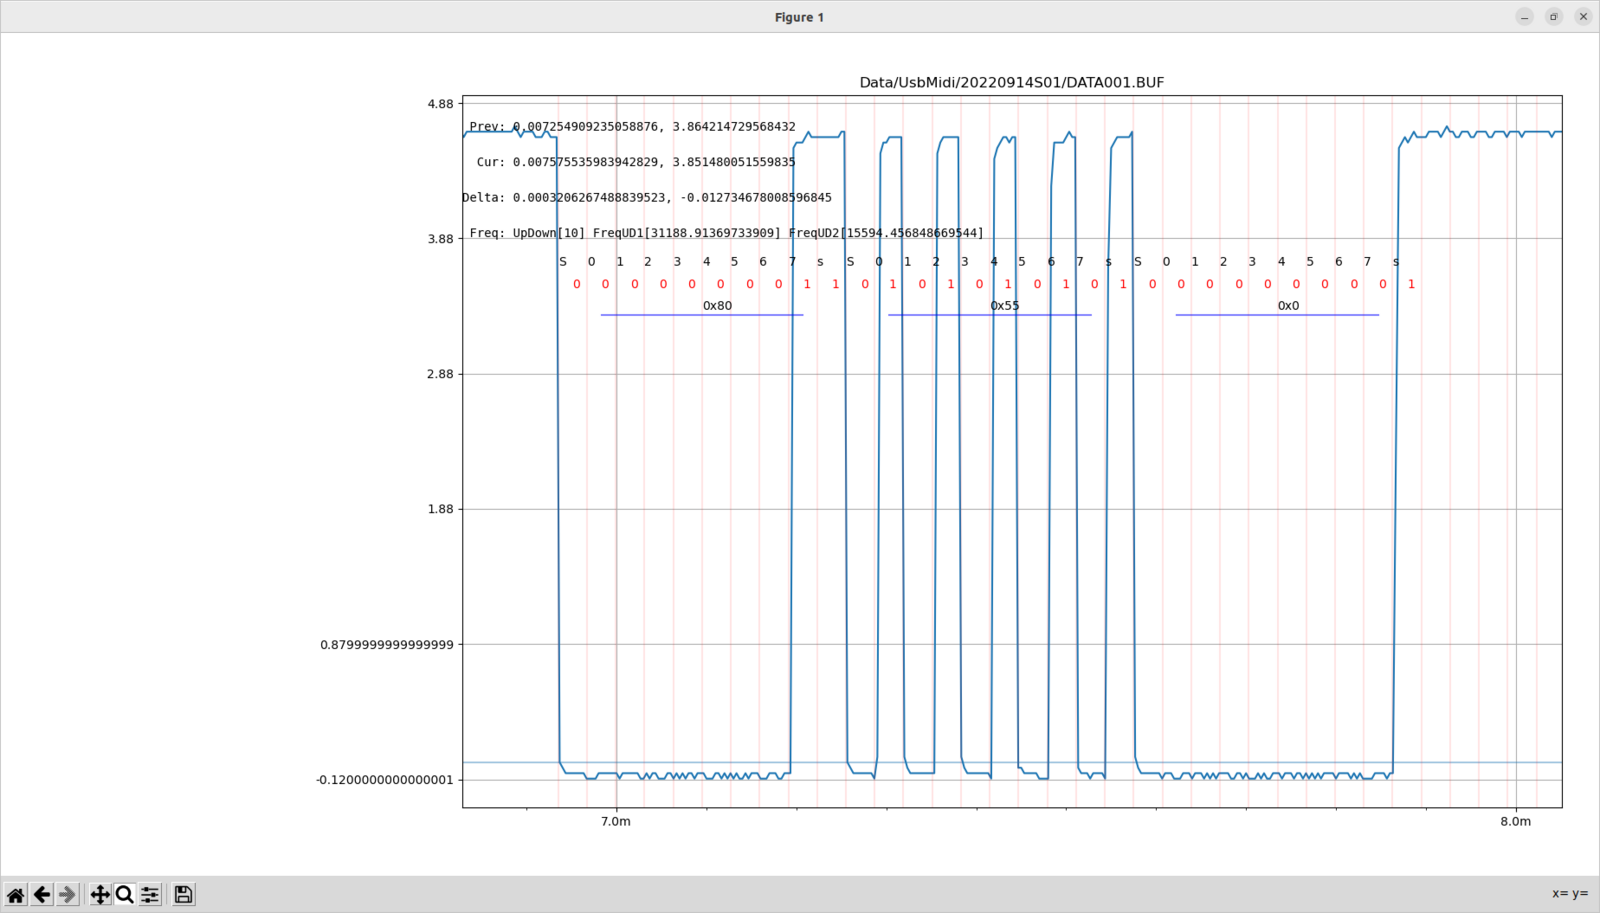 Figure 1
Data/UsbMidi/20220914S01/DATA001.BUF
4.88
Prev: 0.007254909235058876, 3.864214729568432
Cur: 0.007575535983942829, 3.851480051559835
Delta: 0.0003206267488839523, -0.012734678008596845
Freq: UpDown[10] FreqUD1[31188.91369733909] FreqUD2[15594.456848669544]
3.88
S 0 1 2 3 4 5 6 7 s S 0 1 2 3 4 5 6 7 s S 0 1 2 3 4 5 6 7 s
0 0 0 0 0 0 0 0 1 1 0 1 0 1 0 1 0 1 0 1 0 0 0 0 0 0 0 0 0 1
0x80 0x55 0x0
2.88
1.88
0.8799999999999999
-0.1200000000000001
7.0m 8.0m
x= y=